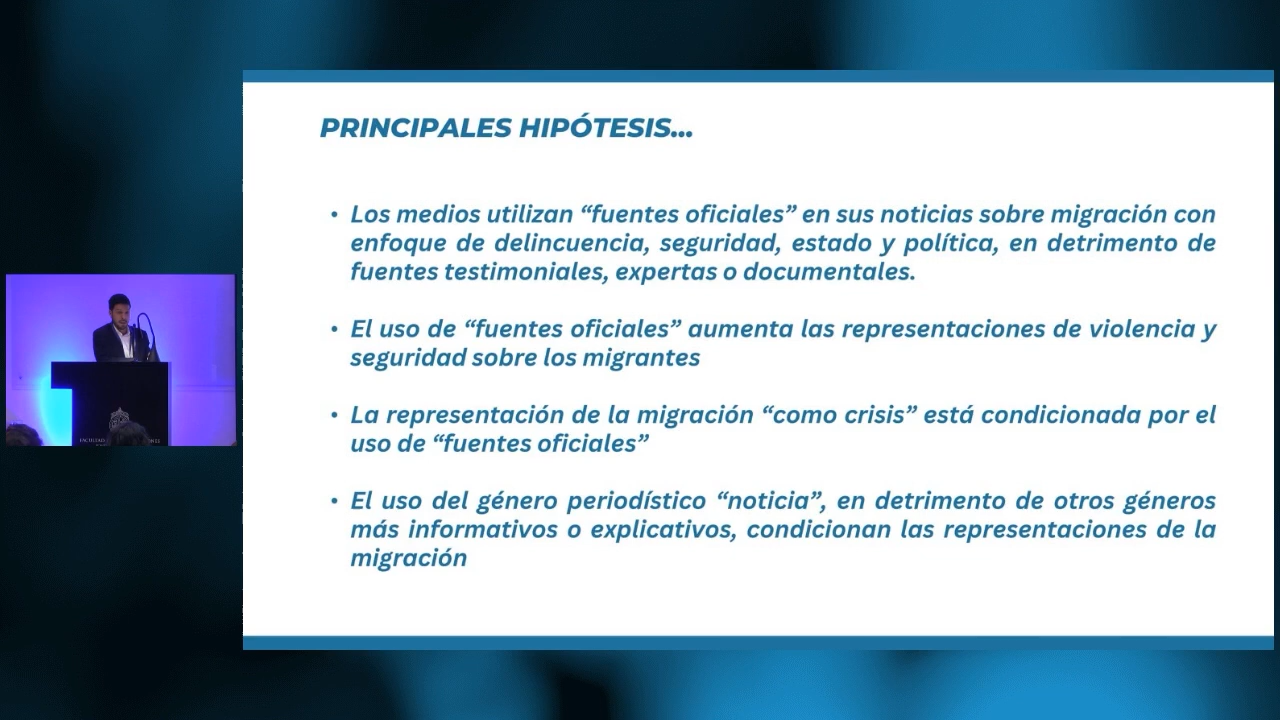 PRINCIPALES HIPÓTESIS...
• Los medios utilizan “fuentes oficiales” en sus noticias sobre migración con
enfoque de delincuencia, seguridad, estado y política, en detrimento de
fuentes testimoniales, expertas o documentales.
• El uso de “fuentes oficiales” aumenta las representaciones de violencia y
seguridad sobre los migrantes
• La representación de la migración “como crisis” está condicionada por el
uso de “fuentes oficiales”
• El uso del género periodístico “noticia”, en detrimento de otros géneros
más informativos o explicativos, condicionan las representaciones de la
migración